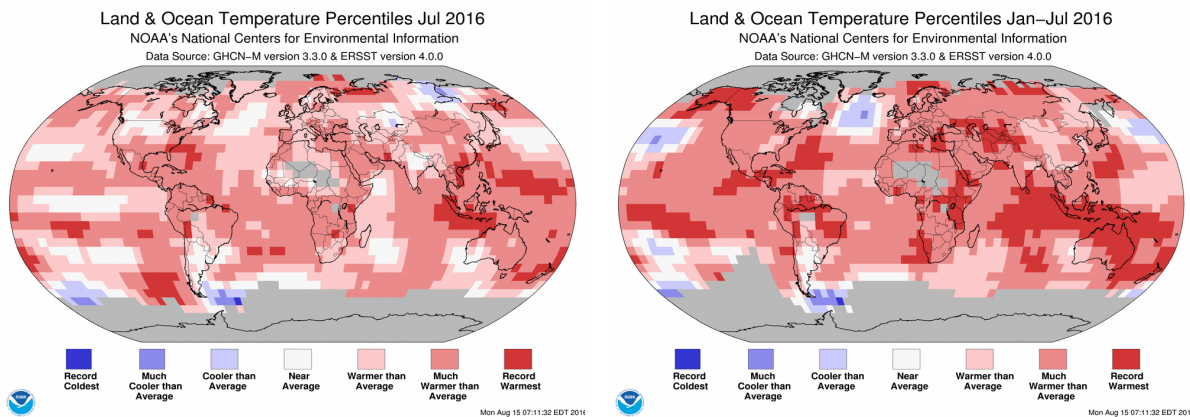 Land & Ocean Temperature Percentiles Jul 2016
NOAA's National Centers for Environmental Information
Data Source: GHCN–M version 3.3.0 & ERSST version 4.0.0
Record
Coldest
Much
Cooler than
Average
Cooler than
Average
Near
Average
Warmer than
Average
Much
Warmer than
Average
Record
Warmest
NOAA
Mon Aug 15 07:11:32 EDT 2016
Land & Ocean Temperature Percentiles Jan–Jul 2016
NOAA's National Centers for Environmental Information
Data Source: GHCN–M version 3.3.0 & ERSST version 4.0.0
Record
Coldest
Much
Cooler than
Average
Cooler than
Average
Near
Average
Warmer than
Average
Much
Warmer than
Average
Record
Warmest
NOAA
Mon Aug 15 07:11:32 EDT 201